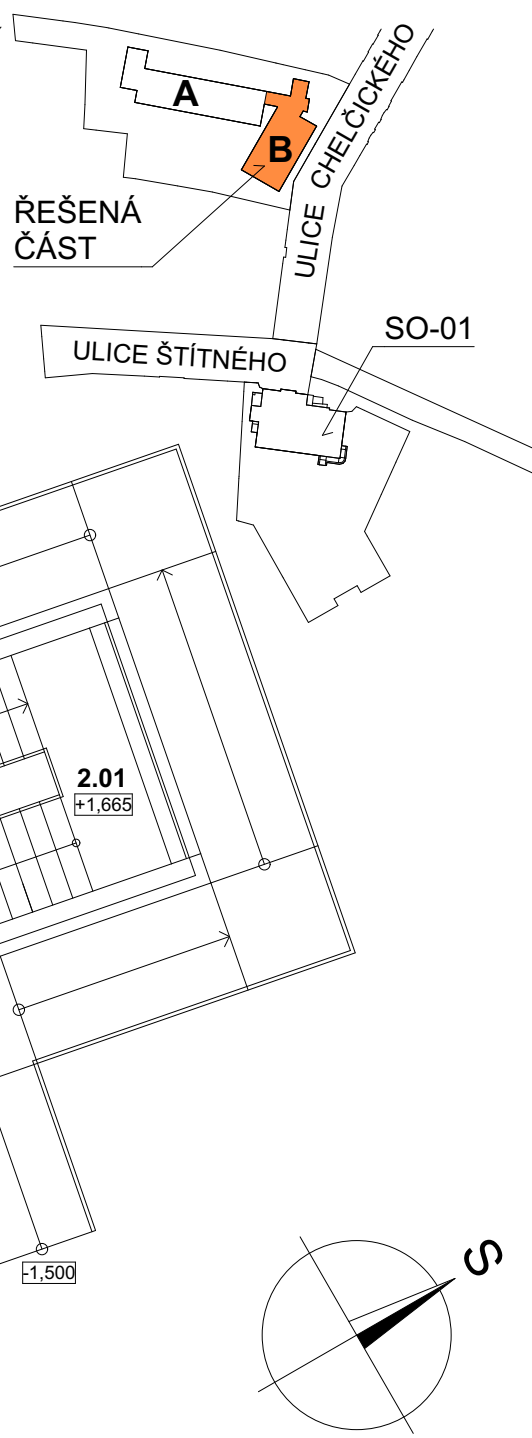 A
B
ULICE CHELČICKÉHO
ŘEŠENÁ
ČÁST
SO-01
ULICE ŠTÍTNÉHO
2.01
+1,665
-1,500
S